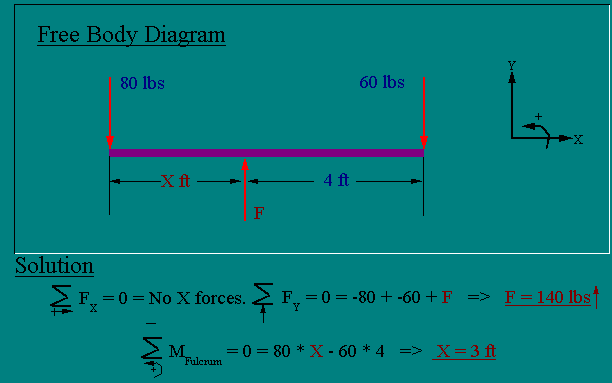 Free Body Diagram
80 lbs
60 lbs
Y
+
X
X ft
4 ft
F
Solution
∑ F_X = 0 = No X forces. ∑ F_Y = 0 = -80 + -60 + F => F = 140 lbs
∑ M_Fulcrum = 0 = 80 * X - 60 * 4 => X = 3 ft